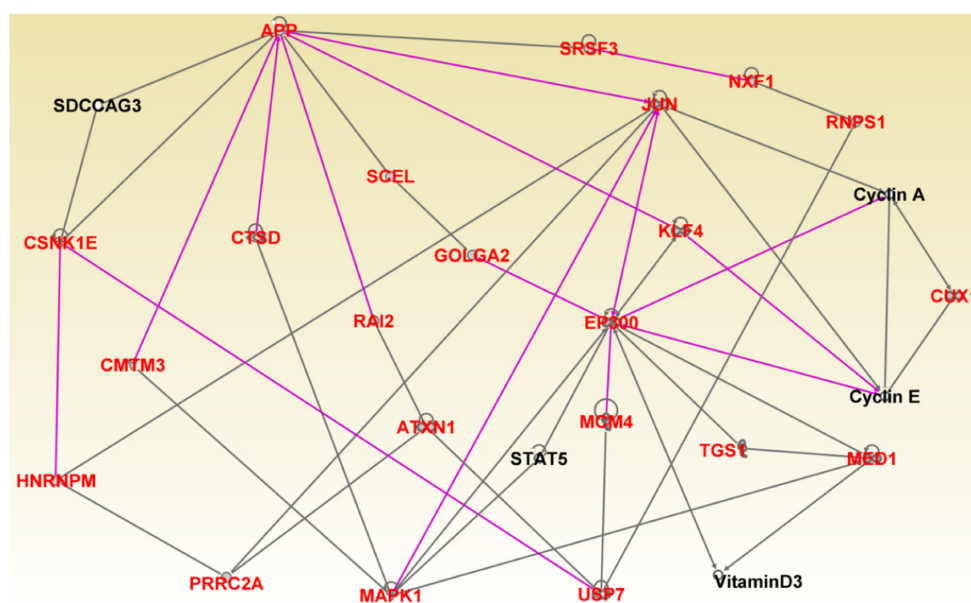 APP
SRSF3
NXF1
SDCCAG3
JUN
RNPS1
SCEL
Cyclin A
CSNK1E
CTSD
KLF4
GOLGA2
CUX1
RAI2
EP300
CMTM3
Cyclin E
ATXN1
MCM4
STAT5
TGS1
MED1
HNRNPM
PRRC2A
MAPK1
USP7
VitaminD3